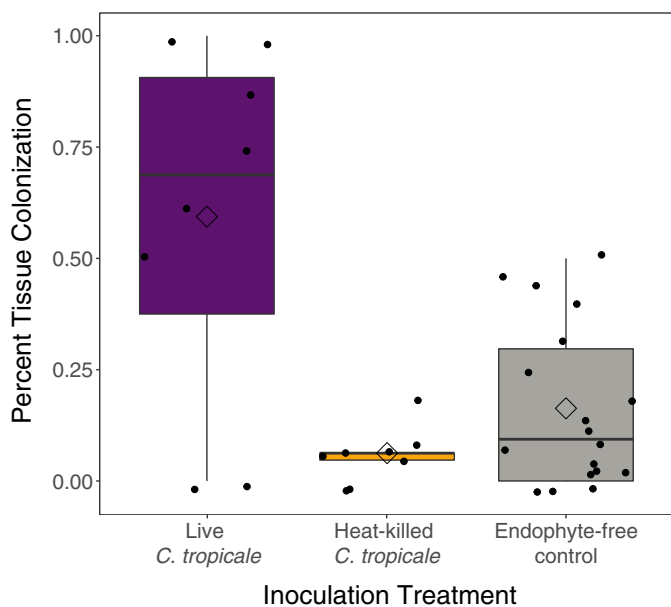 Percent Tissue Colonization
1.00
0.75
0.50
0.25
0.00
Live
C. tropicale
Heat-killed
C. tropicale
Endophyte-free
control
Inoculation Treatment